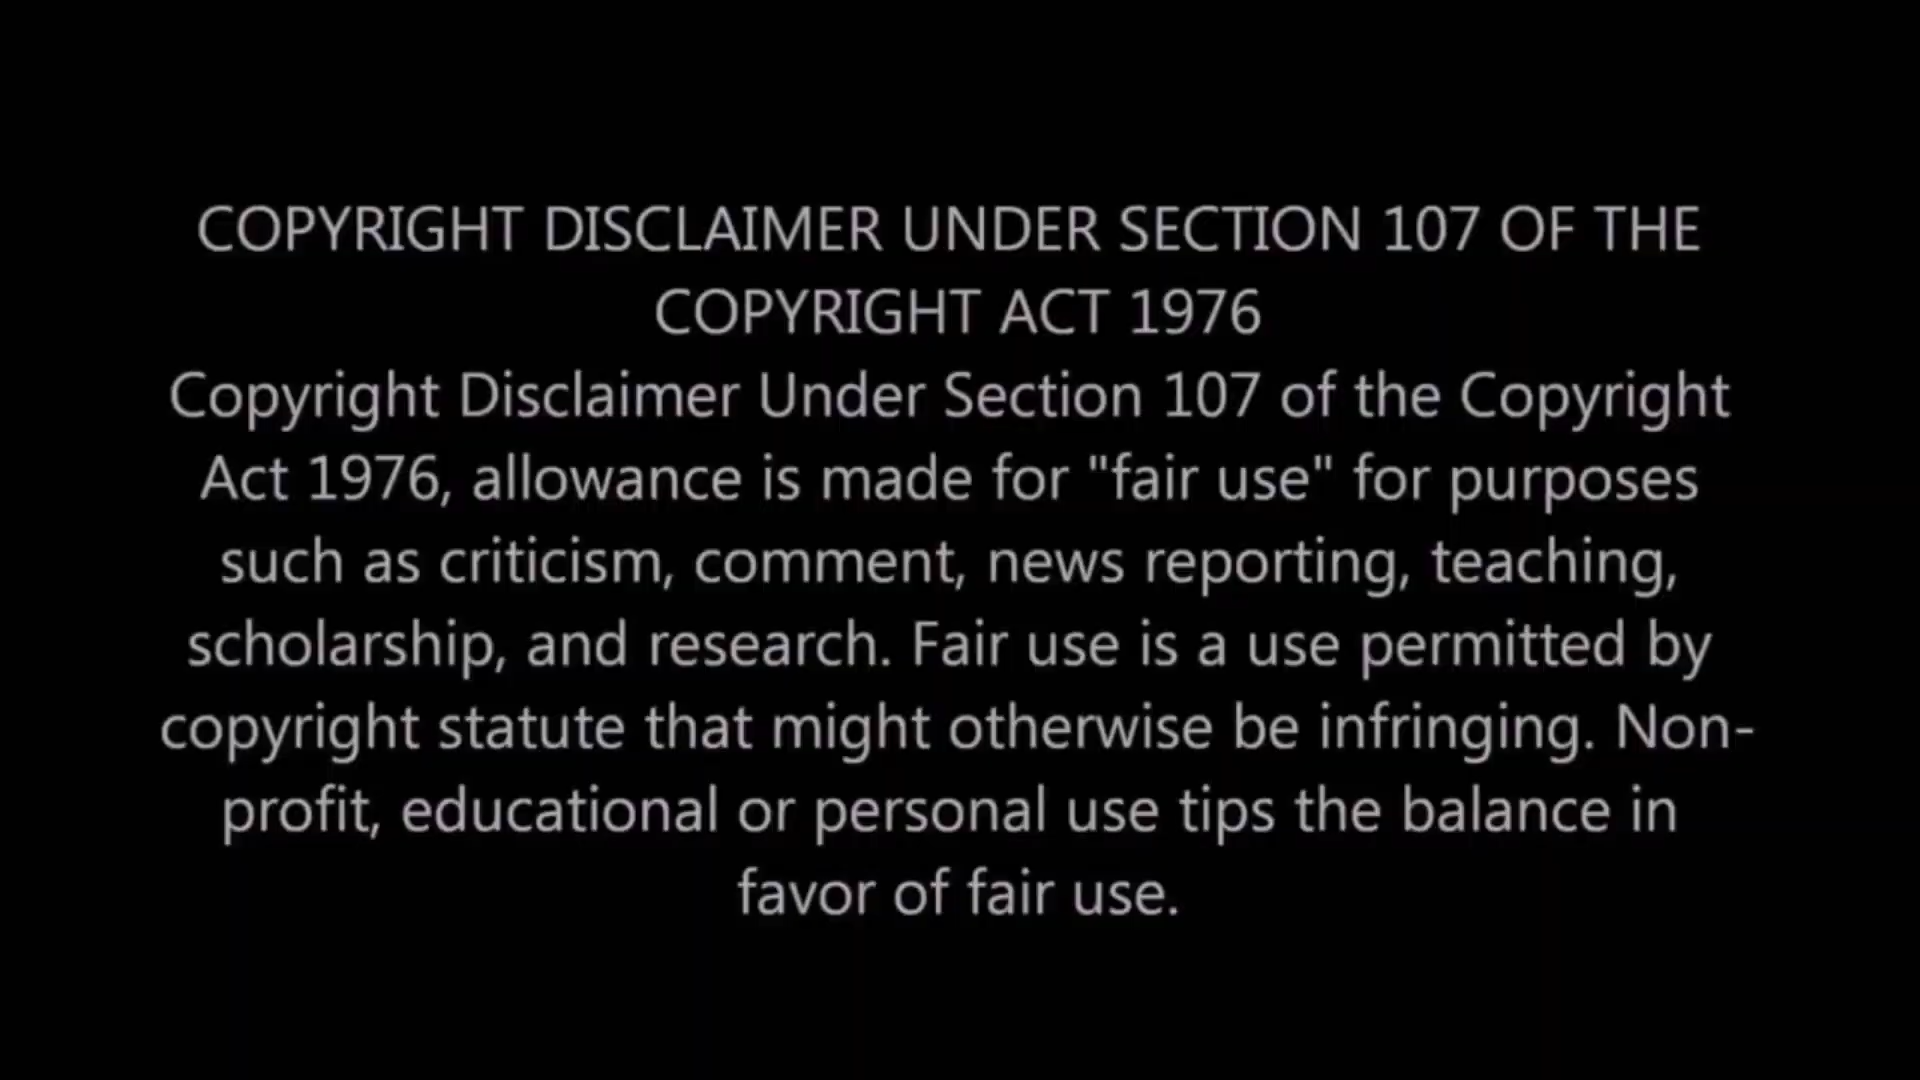 COPYRIGHT DISCLAIMER UNDER SECTION 107 OF THE
COPYRIGHT ACT 1976
Copyright Disclaimer Under Section 107 of the Copyright
Act 1976, allowance is made for "fair use" for purposes
such as criticism, comment, news reporting, teaching,
scholarship, and research. Fair use is a use permitted by
copyright statute that might otherwise be infringing. Non-
profit, educational or personal use tips the balance in
favor of fair use.